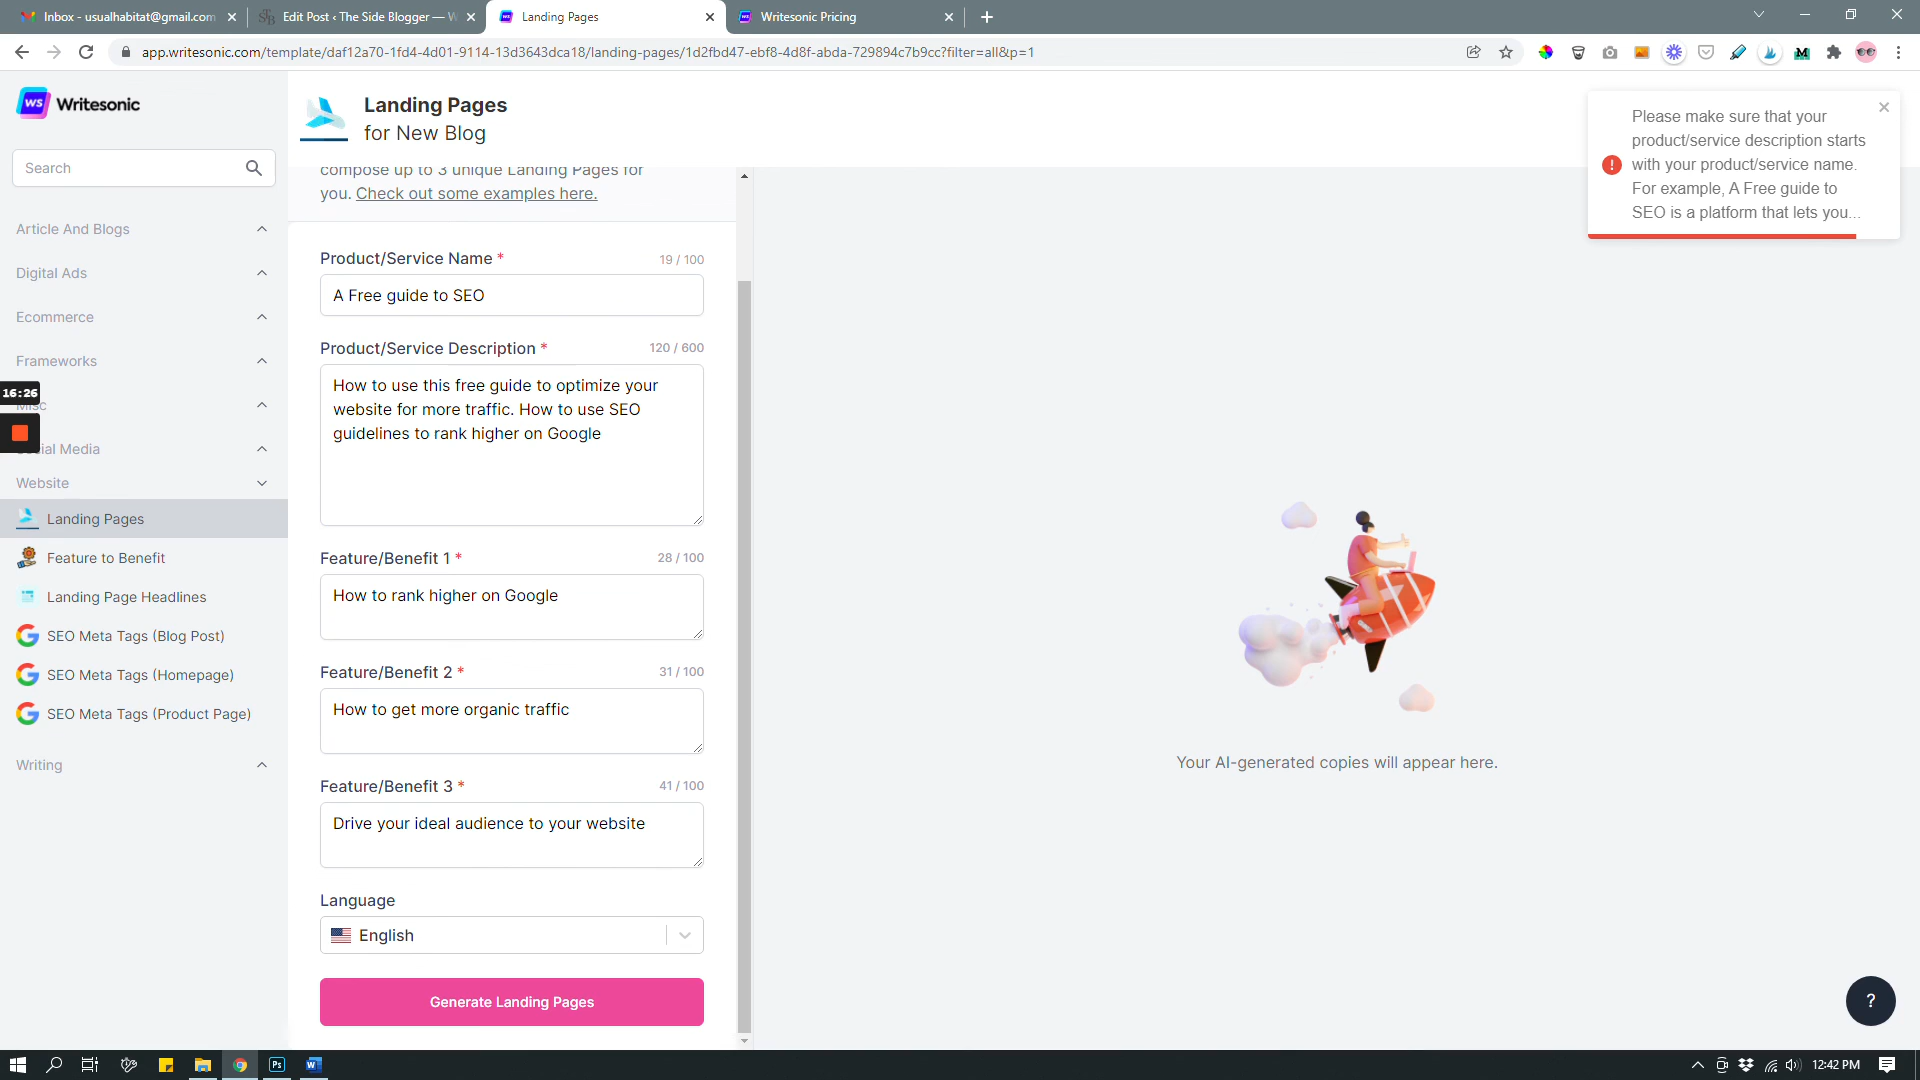 Inbox - usualhabitat@gmail.com
Edit Post ‹ The Side Blogger — W
Landing Pages
Writesonic Pricing
app.writesonic.com/template/daf12a70-1fd4-4d01-9114-13d3643dca18/landing-pages/1d2fbd47-ebf8-4d8f-abda-729894c7b9cc?filter=all&p=1
WS Writesonic
Search
Article And Blogs
Digital Ads
Ecommerce
Frameworks
16:26
Misc
Social Media
Website
Landing Pages
Feature to Benefit
Landing Page Headlines
SEO Meta Tags (Blog Post)
SEO Meta Tags (Homepage)
SEO Meta Tags (Product Page)
Writing
Landing Pages
for New Blog
compose up to 3 unique Landing Pages for
you. Check out some examples here.
Product/Service Name * 19 / 100
A Free guide to SEO
Product/Service Description * 120 / 600
How to use this free guide to optimize your
website for more traffic. How to use SEO
guidelines to rank higher on Google
Feature/Benefit 1 * 28 / 100
How to rank higher on Google
Feature/Benefit 2 * 31 / 100
How to get more organic traffic
Feature/Benefit 3 * 41 / 100
Drive your ideal audience to your website
Language
English
Generate Landing Pages
Please make sure that your
product/service description starts
with your product/service name.
For example, A Free guide to
SEO is a platform that lets you...
Your AI-generated copies will appear here.
?
Ps
W
12:42 PM